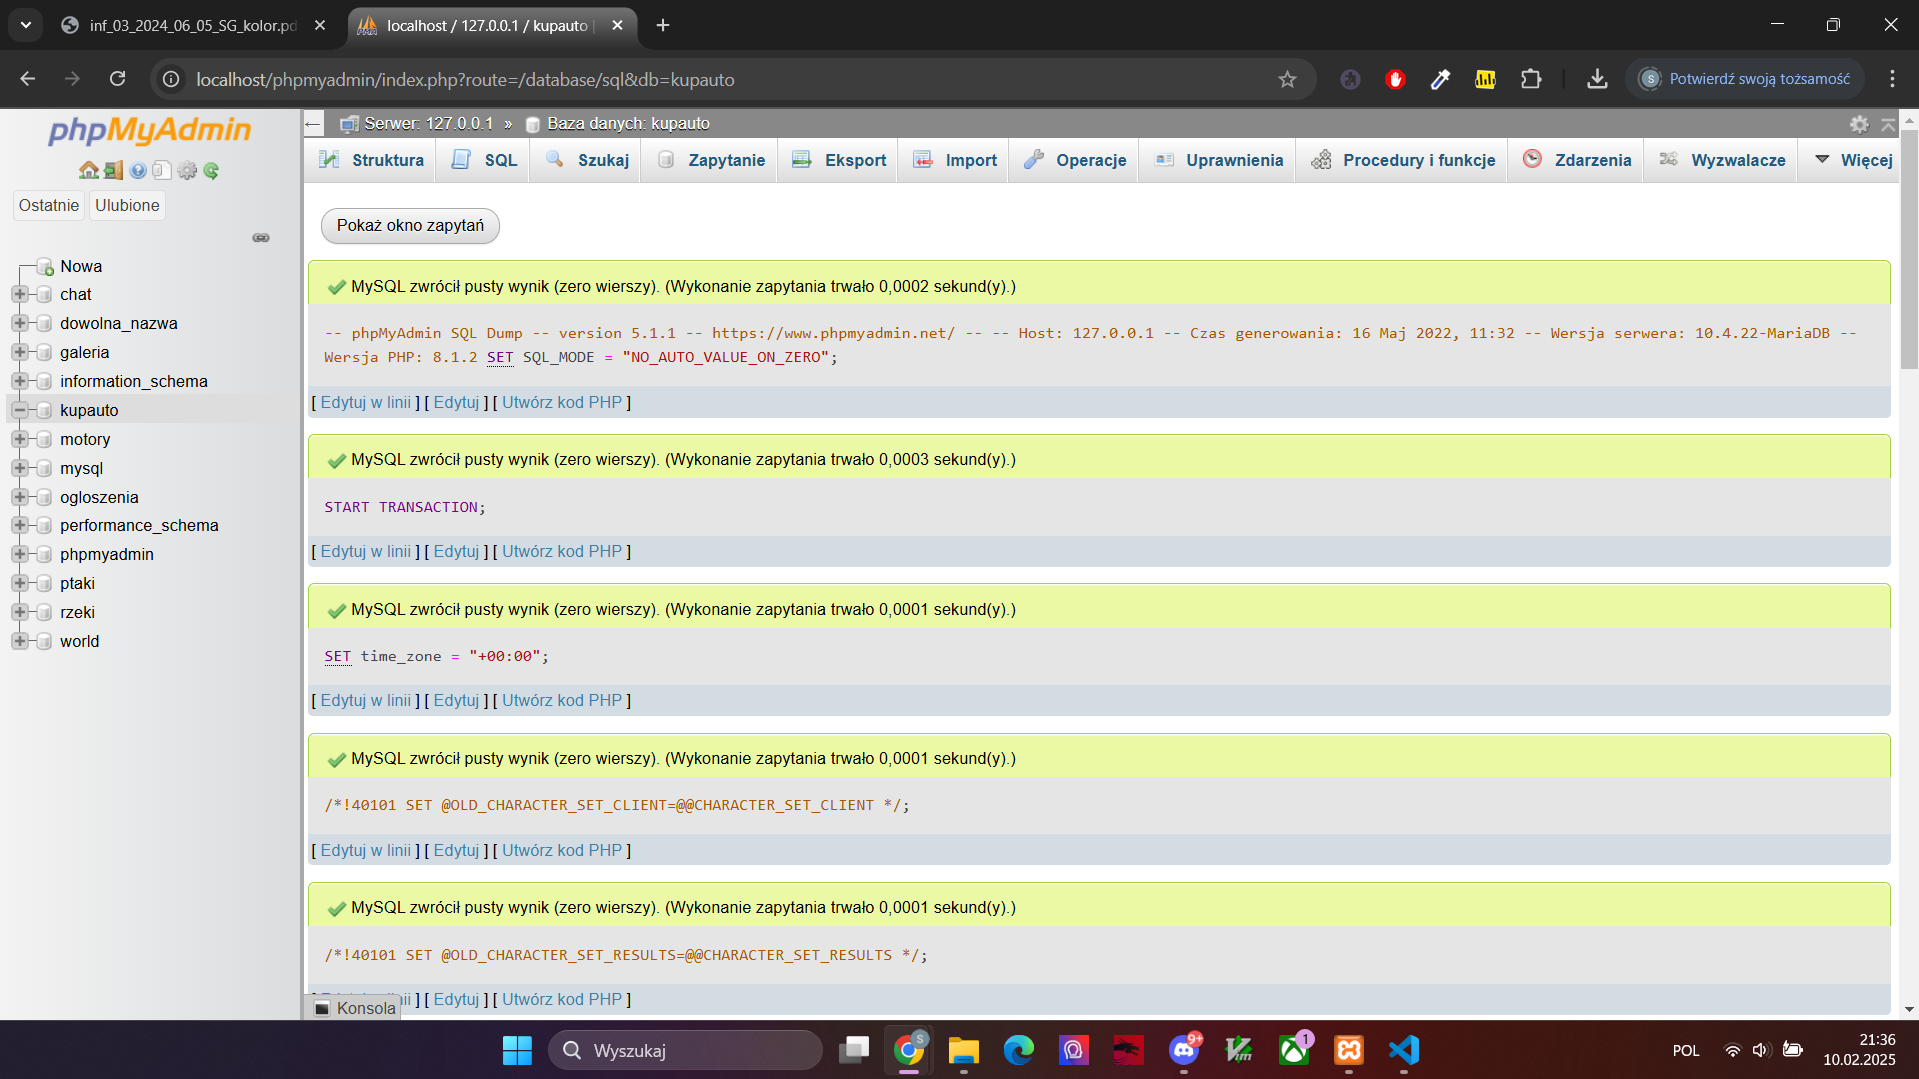 inf_03_2024_06_05_SG_kolor.pd
localhost / 127.0.0.1 / kupauto |
localhost/phpmyadmin/index.php?route=/database/sql&db=kupauto
S Potwierdź swoją tożsamość
phpMyAdmin
Ostatnie Ulubione
Nowa
chat
dowolna_nazwa
galeria
information_schema
kupauto
motory
mysql
ogloszenia
performance_schema
phpmyadmin
ptaki
rzeki
world
← Serwer: 127.0.0.1 » Baza danych: kupauto
Struktura SQL Szukaj Zapytanie Eksport Import Operacje Uprawnienia Procedury i funkcje Zdarzenia Wyzwalacze Więcej
Pokaż okno zapytań
MySQL zwrócił pusty wynik (zero wierszy). (Wykonanie zapytania trwało 0,0002 sekund(y).)
-- phpMyAdmin SQL Dump -- version 5.1.1 -- https://www.phpmyadmin.net/ -- -- Host: 127.0.0.1 -- Czas generowania: 16 Maj 2022, 11:32 -- Wersja serwera: 10.4.22-MariaDB --
Wersja PHP: 8.1.2 SET SQL_MODE = "NO_AUTO_VALUE_ON_ZERO";
[ Edytuj w linii ] [ Edytuj ] [ Utwórz kod PHP ]
MySQL zwrócił pusty wynik (zero wierszy). (Wykonanie zapytania trwało 0,0003 sekund(y).)
START TRANSACTION;
[ Edytuj w linii ] [ Edytuj ] [ Utwórz kod PHP ]
MySQL zwrócił pusty wynik (zero wierszy). (Wykonanie zapytania trwało 0,0001 sekund(y).)
SET time_zone = "+00:00";
[ Edytuj w linii ] [ Edytuj ] [ Utwórz kod PHP ]
MySQL zwrócił pusty wynik (zero wierszy). (Wykonanie zapytania trwało 0,0001 sekund(y).)
/*!40101 SET @OLD_CHARACTER_SET_CLIENT=@@CHARACTER_SET_CLIENT */;
[ Edytuj w linii ] [ Edytuj ] [ Utwórz kod PHP ]
MySQL zwrócił pusty wynik (zero wierszy). (Wykonanie zapytania trwało 0,0001 sekund(y).)
/*!40101 SET @OLD_CHARACTER_SET_RESULTS=@@CHARACTER_SET_RESULTS */;
] [ Edytuj ] [ Utwórz kod PHP ]
Konsola
Wyszukaj
S
9+
1
POL
21:36
10.02.2025